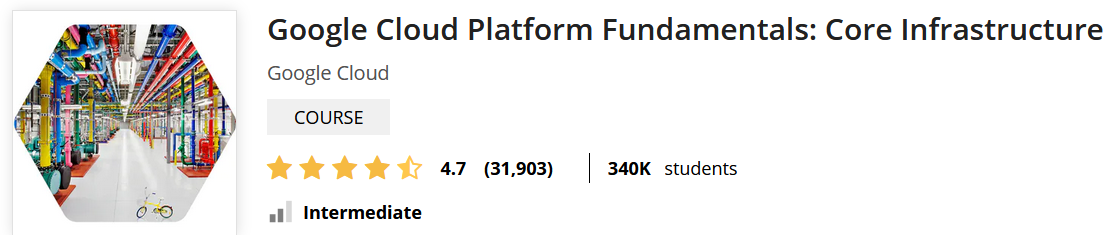 Google Cloud Platform Fundamentals: Core Infrastructure
Google Cloud
COURSE
4.7 (31,903) 340K students
Intermediate